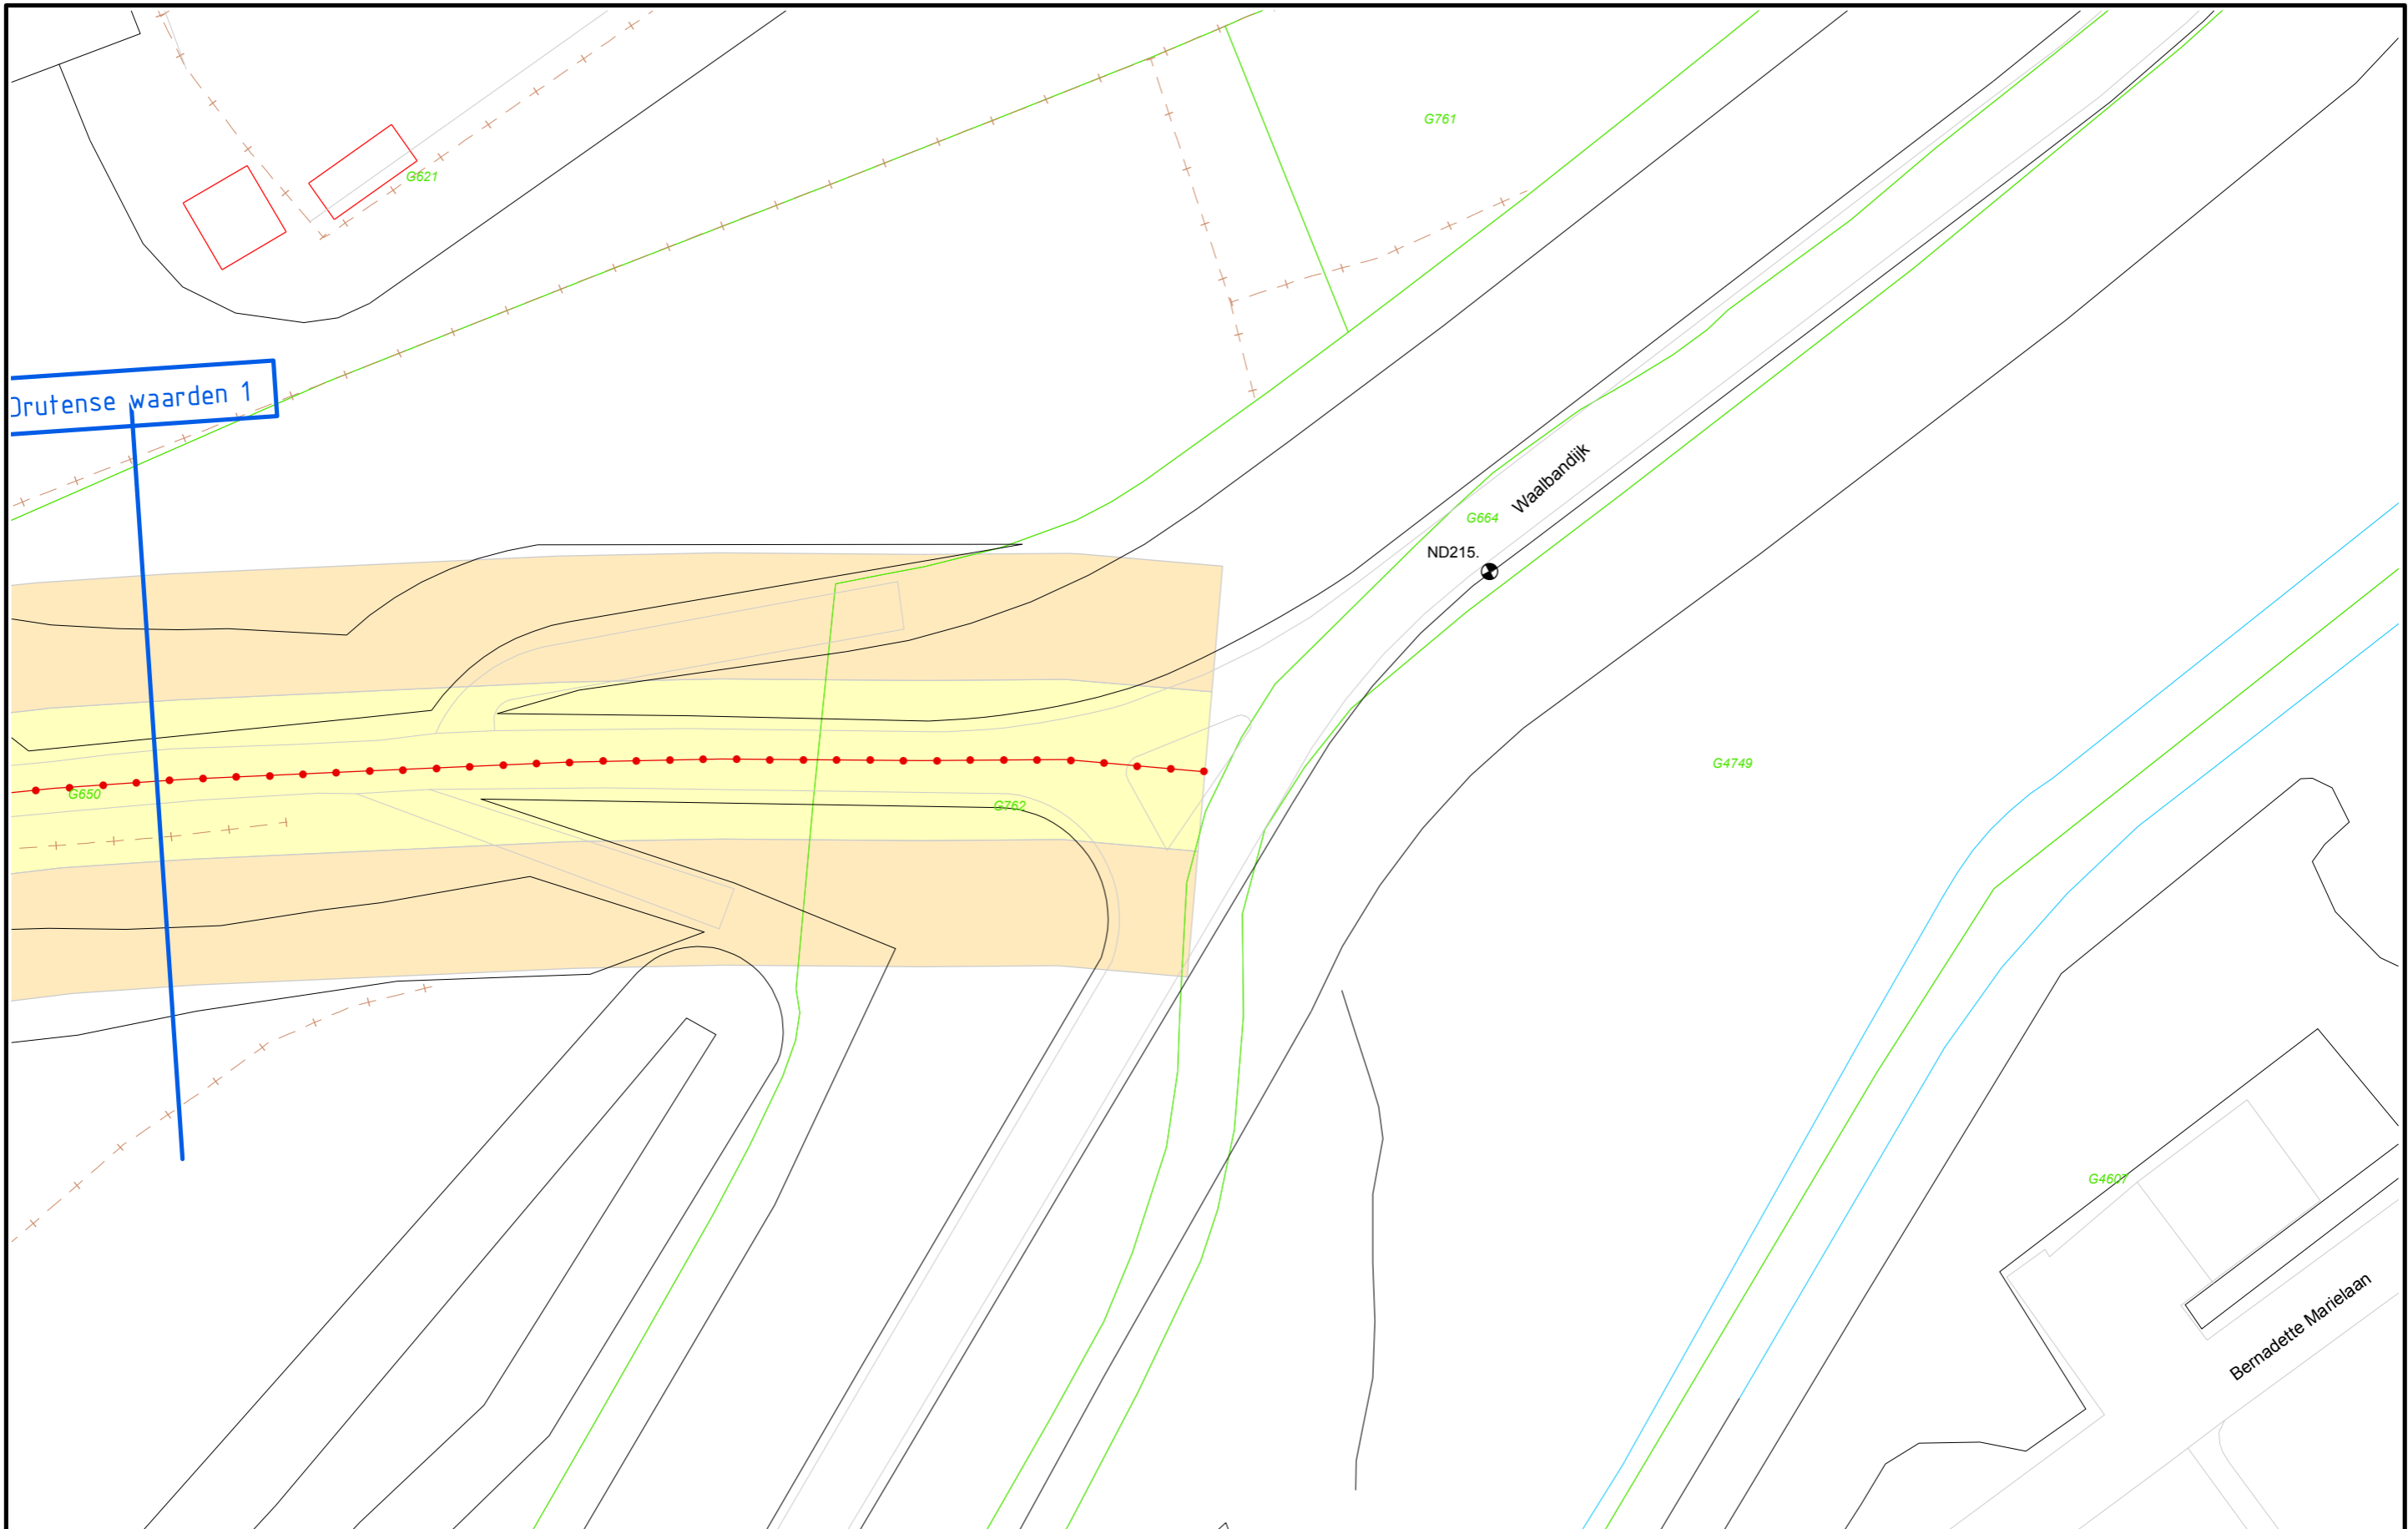 G761
G621
Drutense waarden 1
Waalbandijk
G664
ND215.
G4749
G650
G762
G4607
Bernadette Marielaan